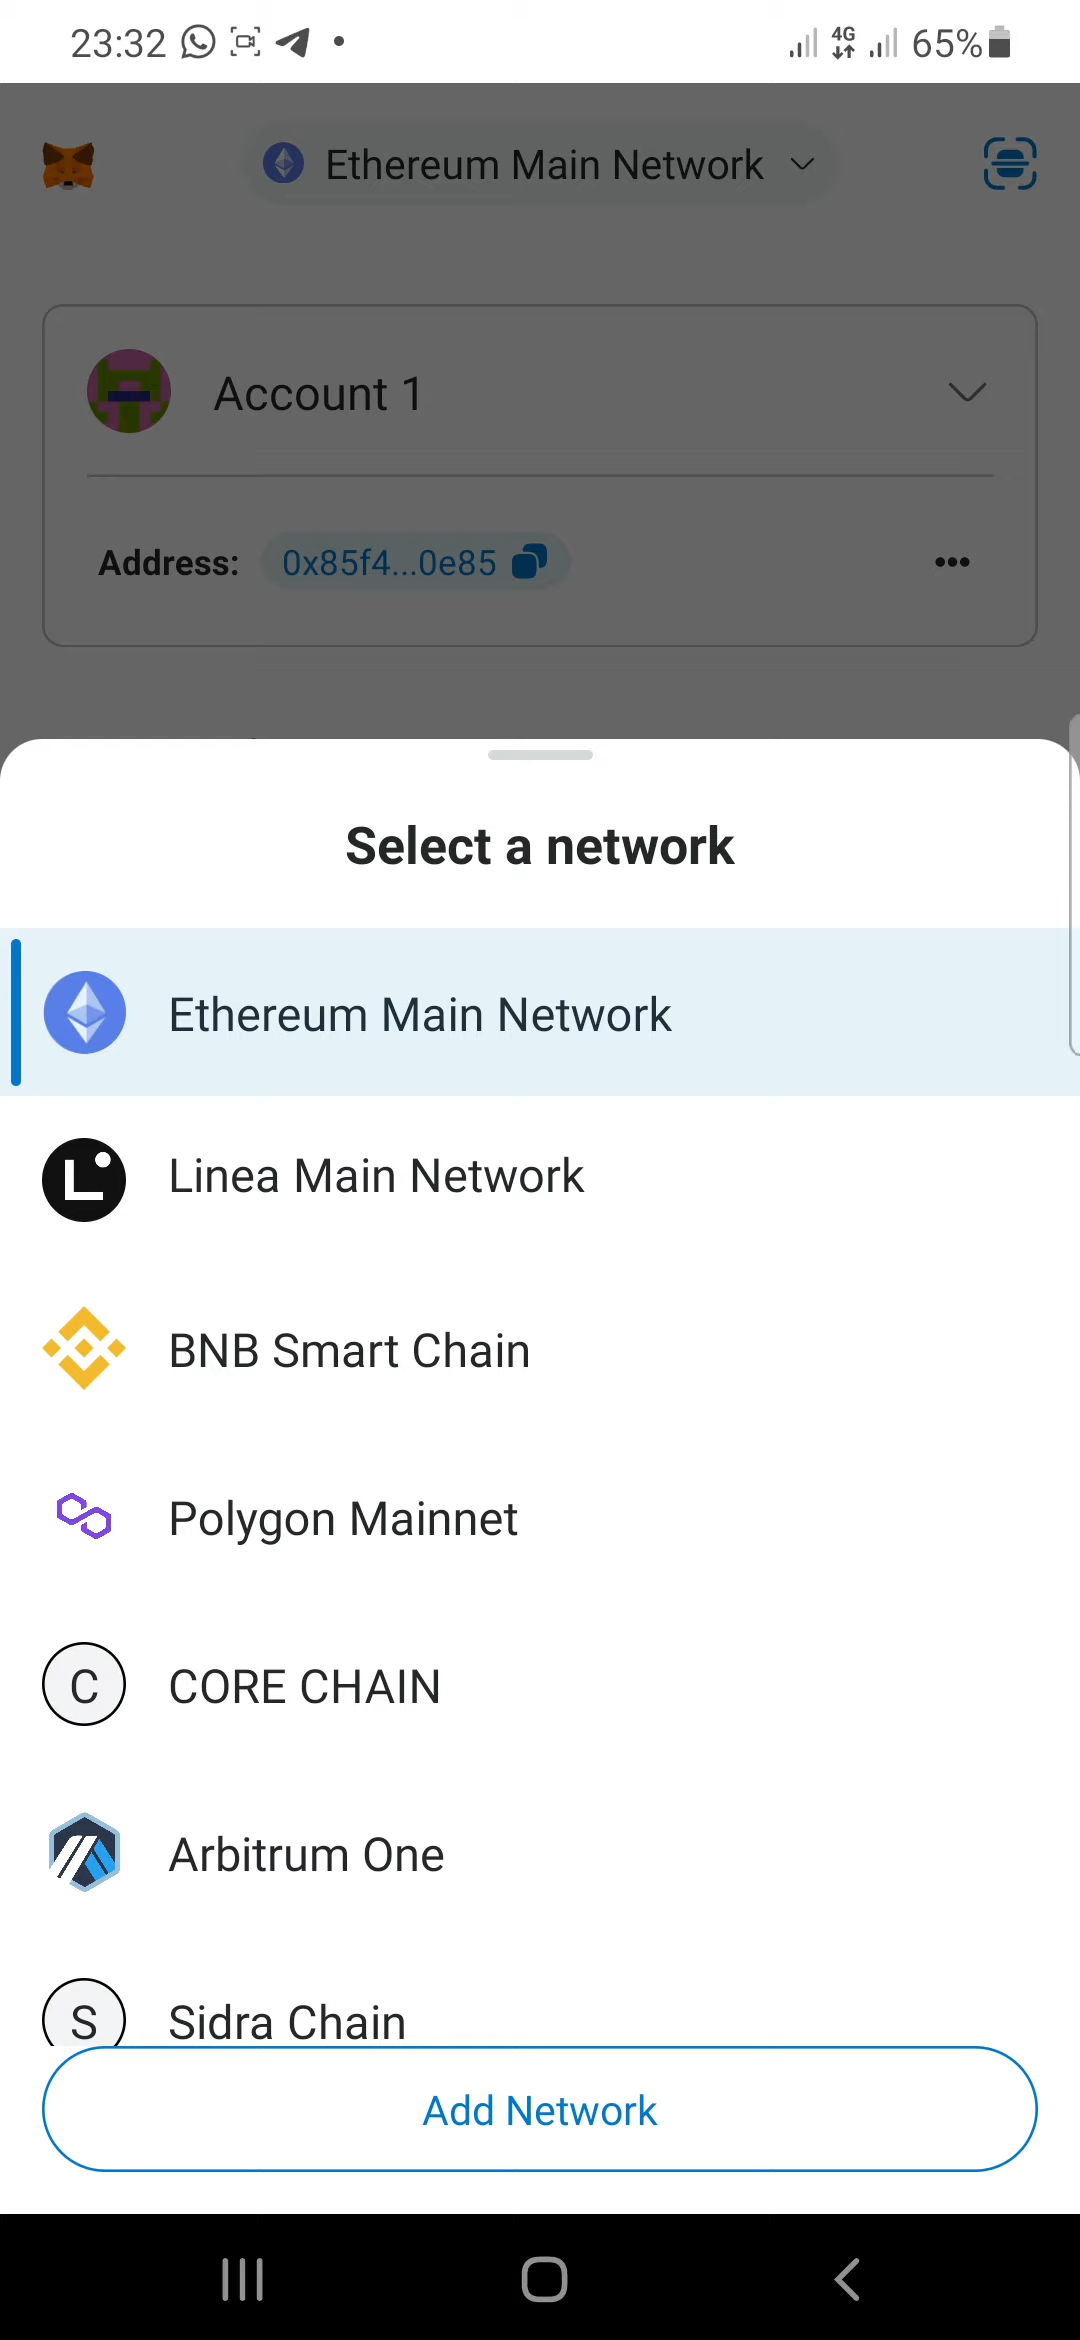 23:32
4G
65%
Ethereum Main Network
Account 1
Address: 0x85f4...0e85
Select a network
Ethereum Main Network
Linea Main Network
BNB Smart Chain
Polygon Mainnet
C CORE CHAIN
Arbitrum One
S Sidra Chain
Add Network